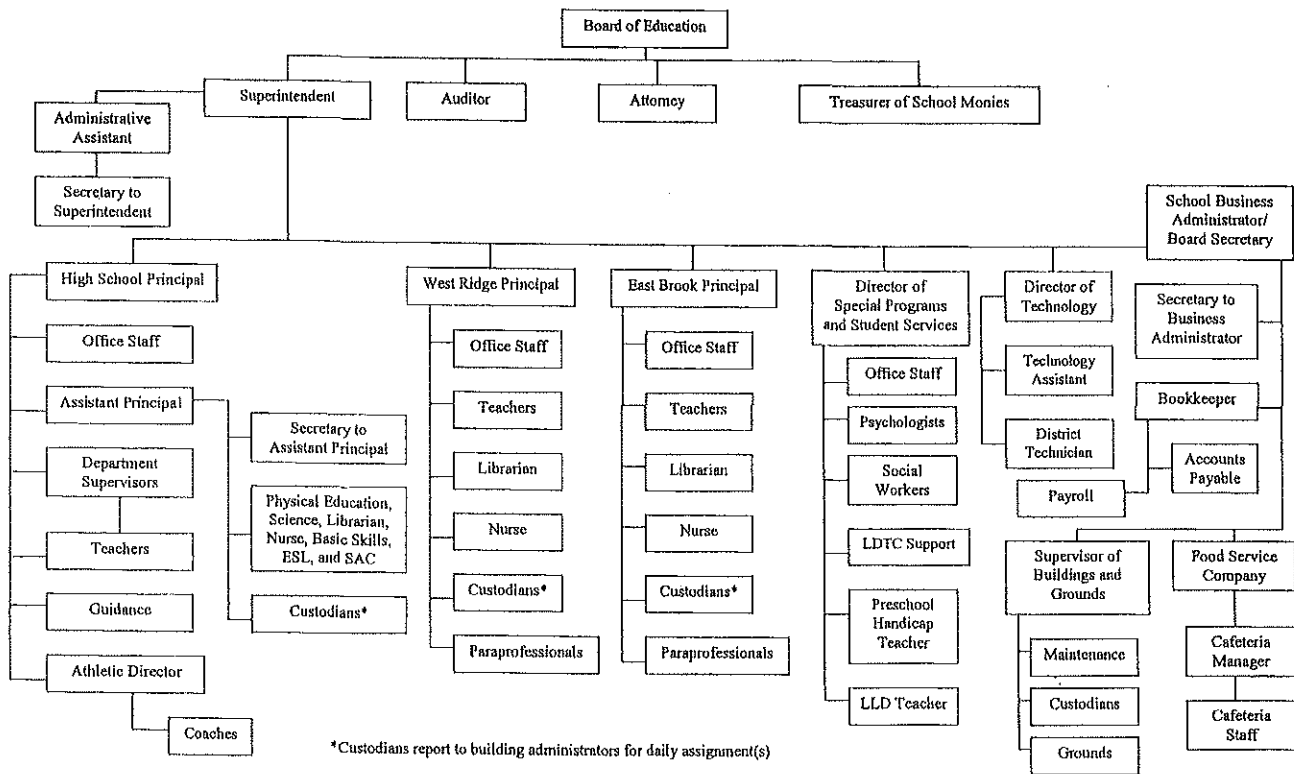 Board of Education
Superintendent
Auditor
Attorney
Treasurer of School Monies
Administrative
Assistant
Secretary to
Superintendent
School Business
Administrator/
Board Secretary
High School Principal
West Ridge Principal
East Brook Principal
Director of
Special Programs
and Student Services
Director of
Technology
Secretary to
Business
Administrator
Office Staff
Assistant Principal
Department
Supervisors
Teachers
Guidance
Athletic Director
Coaches
Secretary to
Assistant Principal
Physical Education,
Science, Librarian,
Nurse, Basic Skills,
ESL, and SAC
Custodians*
Office Staff
Teachers
Librarian
Nurse
Custodians*
Paraprofessionals
Office Staff
Teachers
Librarian
Nurse
Custodians*
Paraprofessionals
Office Staff
Psychologists
Social
Workers
LDTC Support
Preschool
Handicap
Teacher
LLD Teacher
Technology
Assistant
District
Technician
Bookkeeper
Accounts
Payable
Payroll
Supervisor of
Buildings and
Grounds
Maintenance
Custodians
Grounds
Food Service
Company
Cafeteria
Manager
Cafeteria
Staff
*Custodians report to building administrators for daily assignment(s)